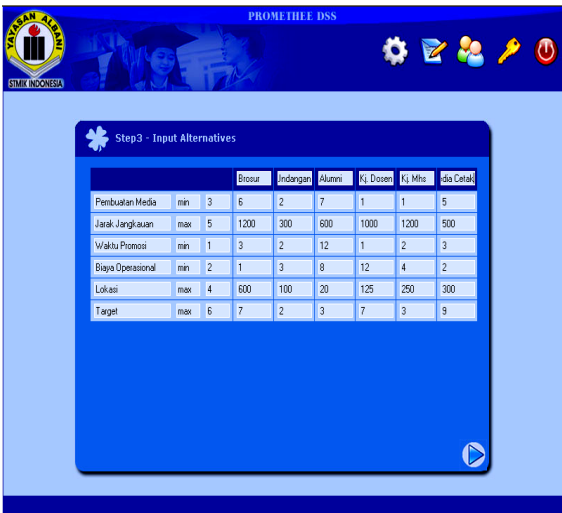 PROMETHEE DSS
YAYASAN ALBANI
STMIK INDONESIA
Step3 - Input Alternatives
Brosur Undangan Alumni Kj. Dosen Kj. Mhs dia Cetak
Pembuatan Media min 3 6 2 7 1 1 5
Jarak Jangkauan max 5 1200 300 600 1000 1200 500
Waktu Promosi min 1 3 2 12 1 2 3
Biaya Operasional min 2 1 3 8 12 4 2
Lokasi max 4 600 100 20 125 250 300
Target max 6 7 2 3 7 3 9